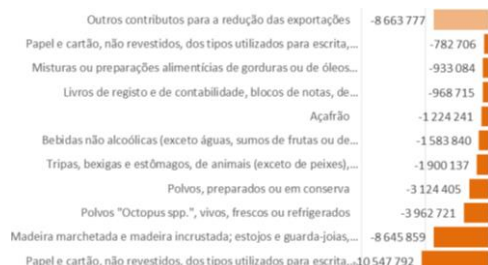 Outros contributos para a redução das exportações -8 663 777
Papel e cartão, não revestidos, dos tipos utilizados para escrita,... -782 706
Misturas ou preparações alimentícias de gorduras ou de óleos... -933 084
Livros de registo e de contabilidade, blocos de notas, de... -968 715
Açafrão -1 224 241
Bebidas não alcoólicas (exceto águas, sumos de frutas ou de... -1 583 840
Tripas, bexigas e estômagos, de animais (exceto de peixes),... -1 900 137
Polvos, preparados ou em conserva -3 124 405
Polvos "Octopus spp.", vivos, frescos ou refrigerados -3 962 721
Madeira marchetada e madeira incrustada; estojos e guarda-joias,... -8 645 859
Papel e cartão, não revestidos, dos tipos utilizados para escrita,... -10 547 792